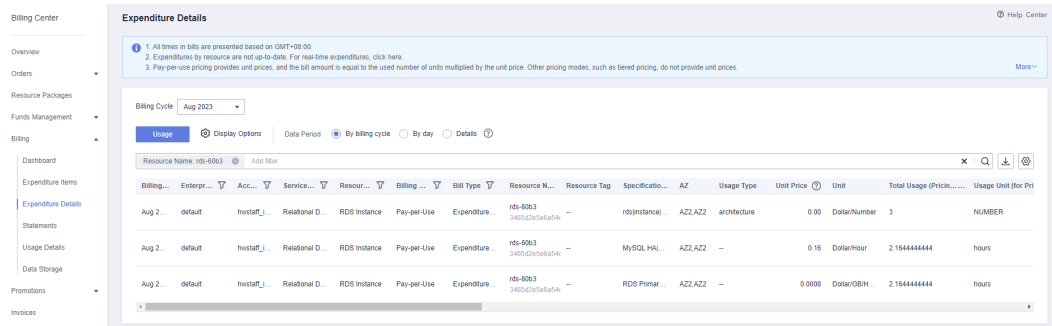 Billing Center
Expenditure Details
Help Center
Overview
Orders
Resource Packages
Funds Management
Billing
Dashboard
Expenditure Items
Expenditure Details
Statements
Usage Details
Data Storage
Promotions
Invoices
1. All times in bills are presented based on GMT+08:00.
2. Expenditures by resource are not up-to-date. For real-time expenditures, click here.
3. Pay-per-use pricing provides unit prices, and the bill amount is equal to the used number of units multiplied by the unit price. Other pricing modes, such as tiered pricing, do not provide unit prices.
More
Billing Cycle Aug 2023
Usage Display Options Data Period By billing cycle By day Details
Resource Name: rds-60b3 Add filter
Billing... Enterpr... Acc... Service... Resour... Billing ... Bill Type Resource N... Resource Tag Specificatio... AZ Usage Type Unit Price Unit Total Usage (Pricin... ... Usage Unit (for Pri
Aug 2... default hwstaff_i... Relational D... RDS Instance Pay-per-Use Expenditure... rds-60b3 -- rds|instance|... AZ2,AZ2 architecture 0.00 Dollar/Number 3 NUMBER
3465d2e5e6a54c
Aug 2... default hwstaff_i... Relational D... RDS Instance Pay-per-Use Expenditure... rds-60b3 -- MySQL HA|... AZ2,AZ2 -- 0.16 Dollar/Hour 2.1644444444 hours
3465d2e5e6a54c
Aug 2... default hwstaff_i... Relational D... RDS Instance Pay-per-Use Expenditure... rds-60b3 -- RDS Primar... AZ2,AZ2 -- 0.0008 Dollar/GB/H... 2.1644444444 hours
3465d2e5e6a54c